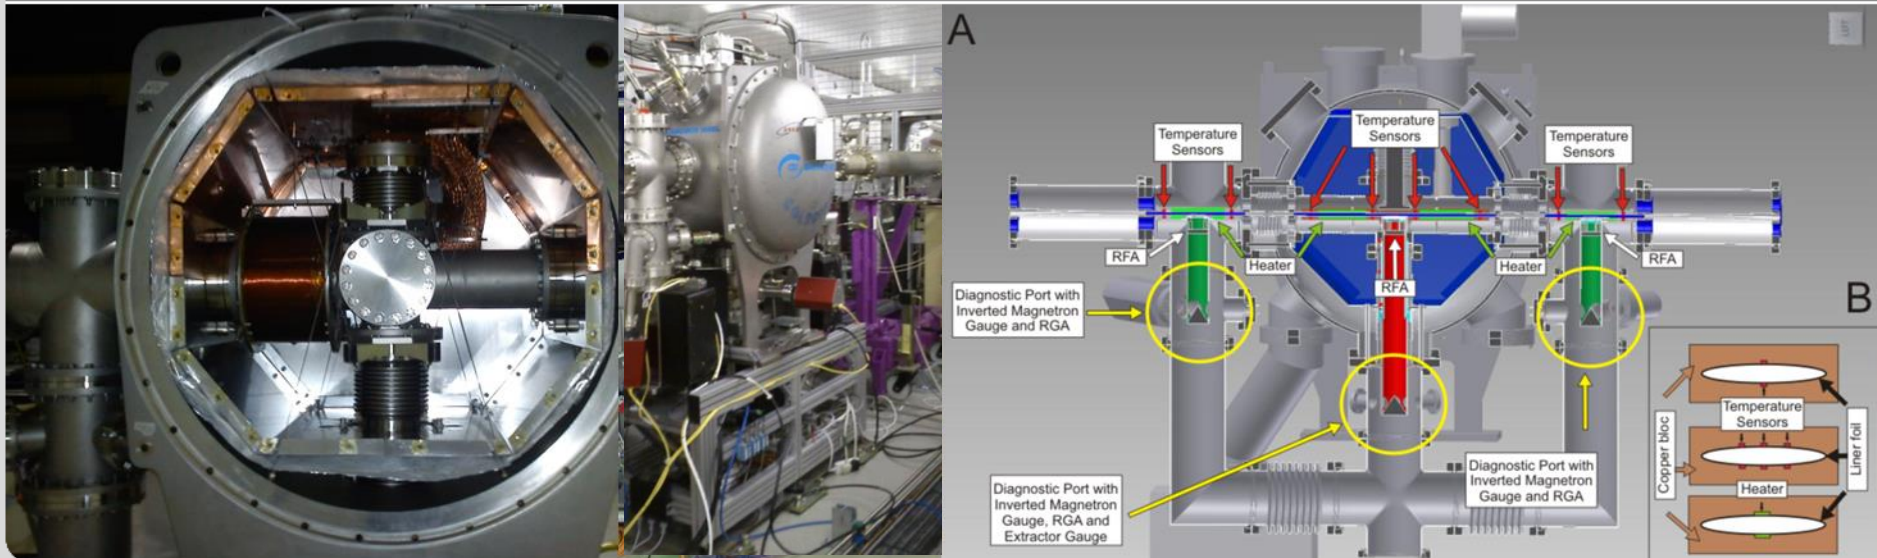 A
LEFT
Temperature
Sensors
Temperature
Sensors
Temperature
Sensors
RFA
Heater
RFA
Heater
RFA
Diagnostic Port with
Inverted Magnetron
Gauge and RGA
B
Diagnostic Port with
Inverted Magnetron
Gauge, RGA and
Extractor Gauge
Diagnostic Port with
Inverted Magnetron
Gauge and RGA
Copper bloc
Temperature
Sensors
Heater
Liner foil